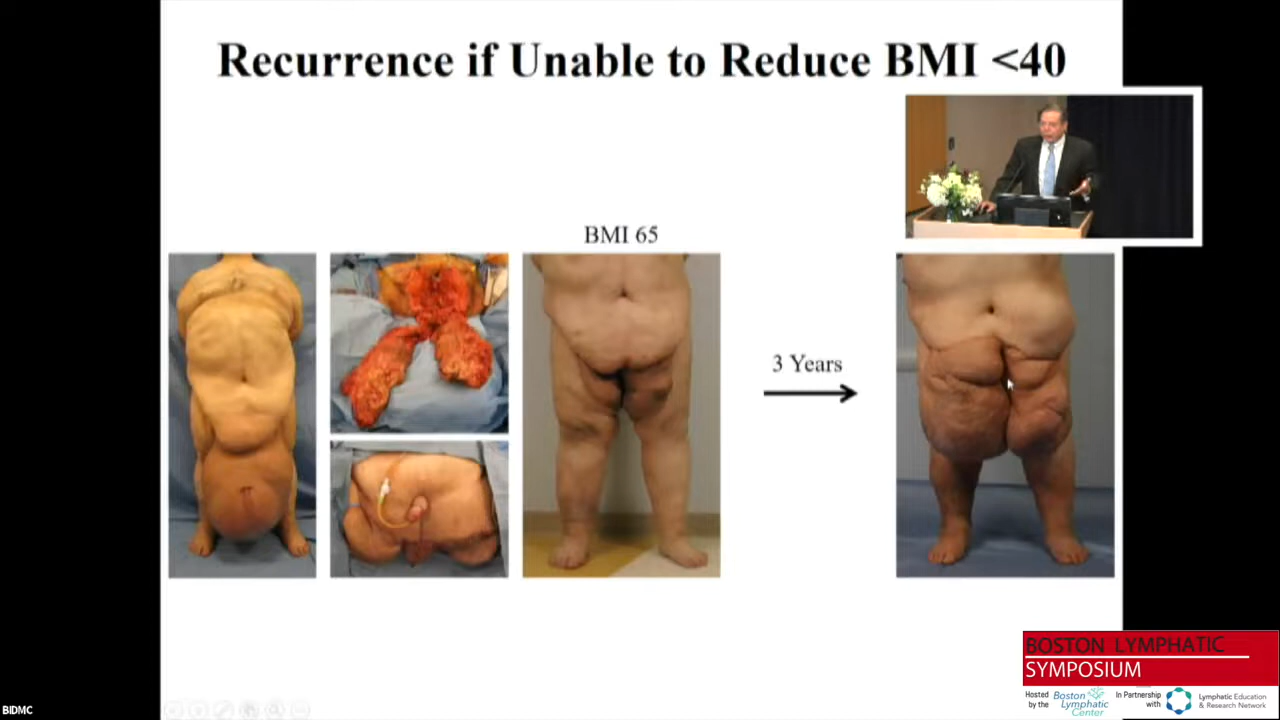 Recurrence if Unable to Reduce BMI <40
BMI 65
3 Years
BOSTON LYMPHATIC
SYMPOSIUM
Hosted
by the
Boston
Lymphatic
Center
In Partnership
with
Lymphatic Education
& Research Network
BIDMC